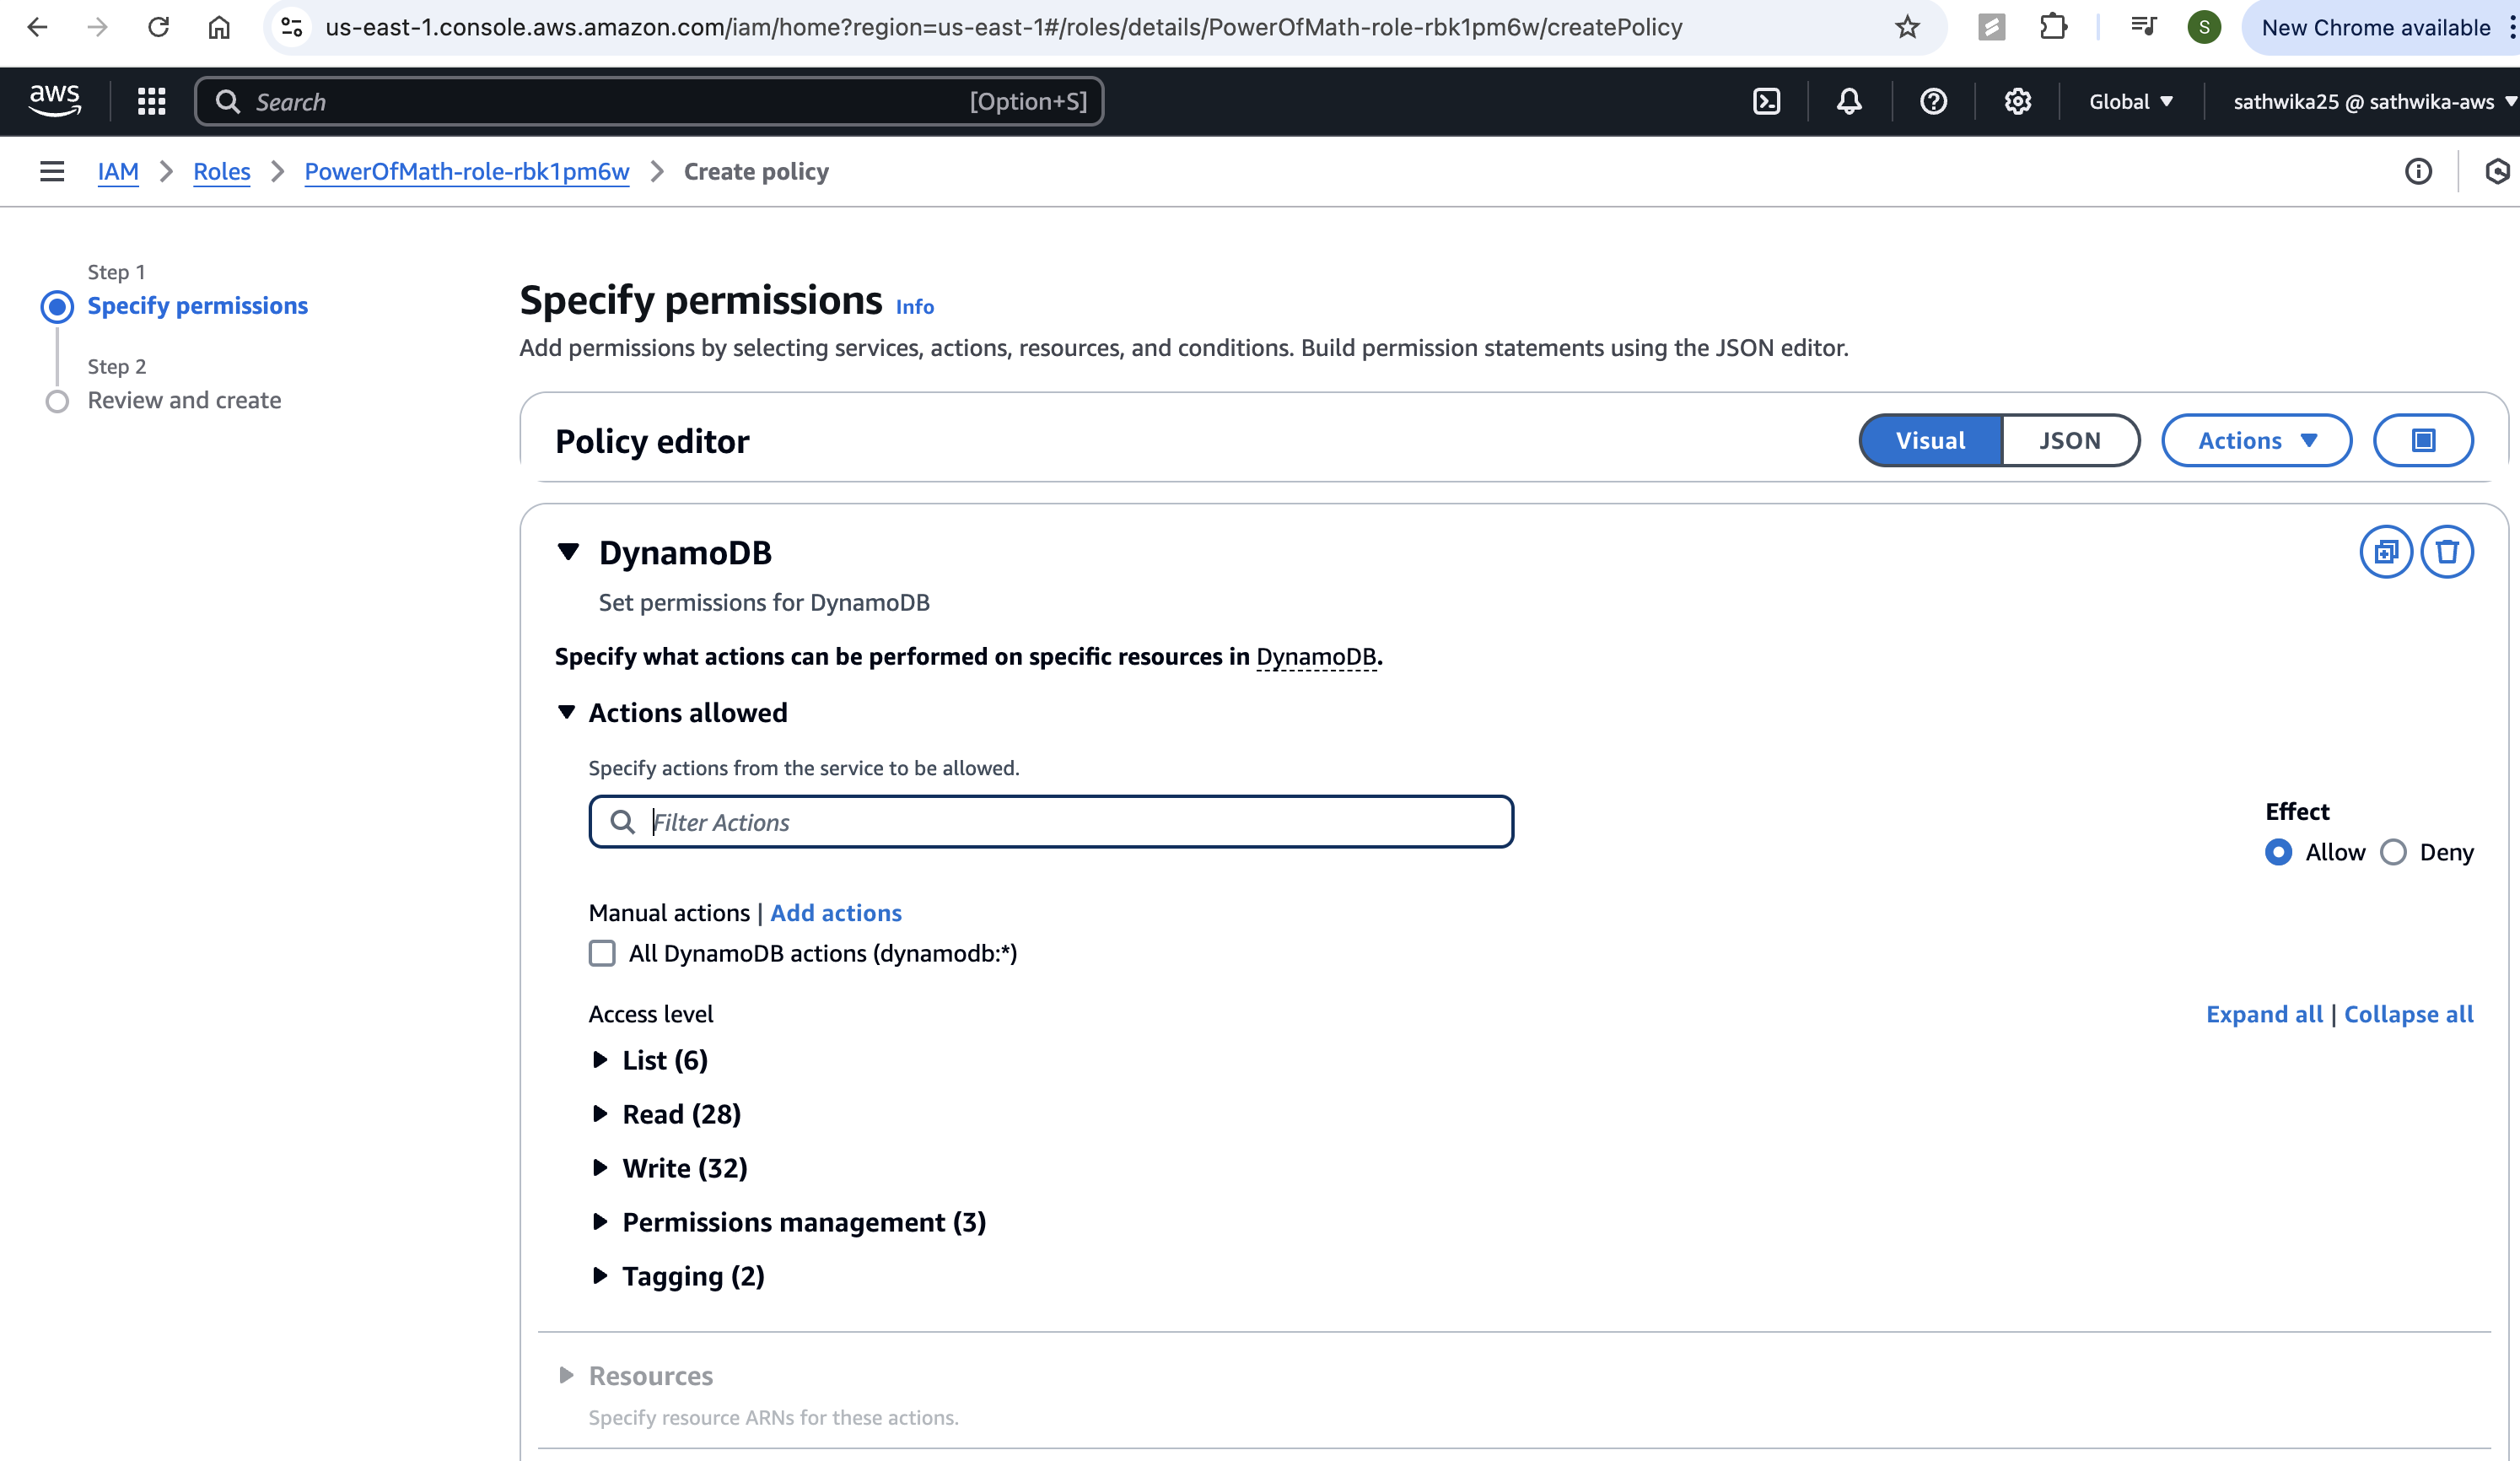 us-east-1.console.aws.amazon.com/iam/home?region=us-east-1#/roles/details/PowerOfMath-role-rbk1pm6w/createPolicy
S
New Chrome available
aws
Search
[Option+S]
Global
sathwika25 @ sathwika-aws
IAM
Roles
PowerOfMath-role-rbk1pm6w
Create policy
Step 1
Specify permissions
Step 2
Review and create
Specify permissions Info
Add permissions by selecting services, actions, resources, and conditions. Build permission statements using the JSON editor.
Policy editor
Visual
JSON
Actions
DynamoDB
Set permissions for DynamoDB
Specify what actions can be performed on specific resources in DynamoDB.
Actions allowed
Specify actions from the service to be allowed.
Filter Actions
Effect
Allow
Deny
Manual actions | Add actions
All DynamoDB actions (dynamodb:*)
Access level
Expand all | Collapse all
List (6)
Read (28)
Write (32)
Permissions management (3)
Tagging (2)
Resources
Specify resource ARNs for these actions.